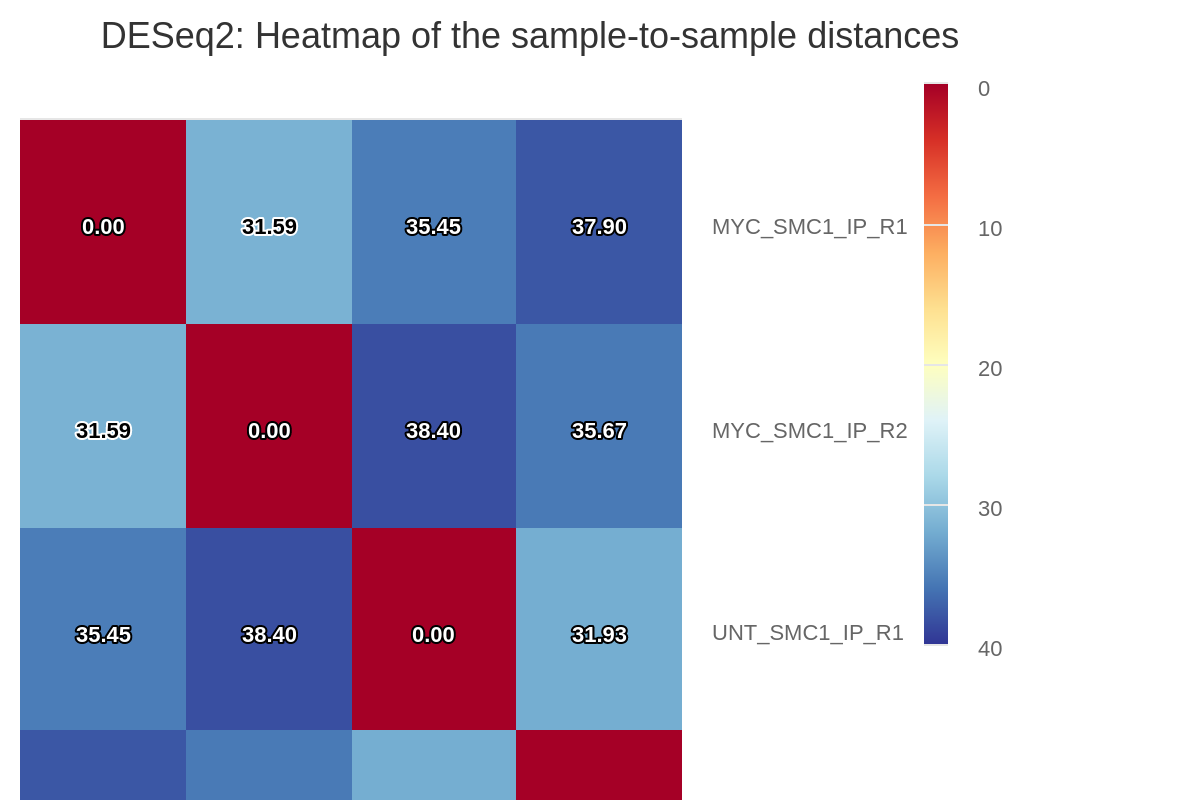 DESeq2: Heatmap of the sample-to-sample distances
0
0.00 31.59 35.45 37.90 MYC_SMC1_IP_R1
10
20
31.59 0.00 38.40 35.67 MYC_SMC1_IP_R2
30
35.45 38.40 0.00 31.93 UNT_SMC1_IP_R1
40